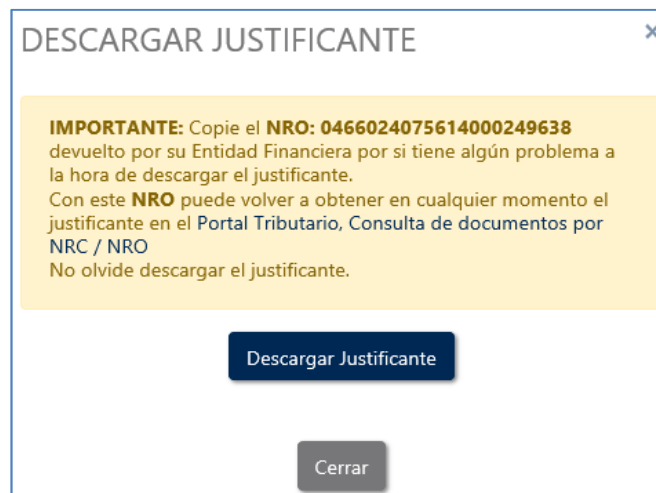 DESCARGAR JUSTIFICANTE ×
IMPORTANTE: Copie el NRO: 0466024075614000249638
devuelto por su Entidad Financiera por si tiene algún problema a
la hora de descargar el justificante.
Con este NRO puede volver a obtener en cualquier momento el
justificante en el Portal Tributario, Consulta de documentos por
NRC / NRO
No olvide descargar el justificante.
Descargar Justificante
Cerrar